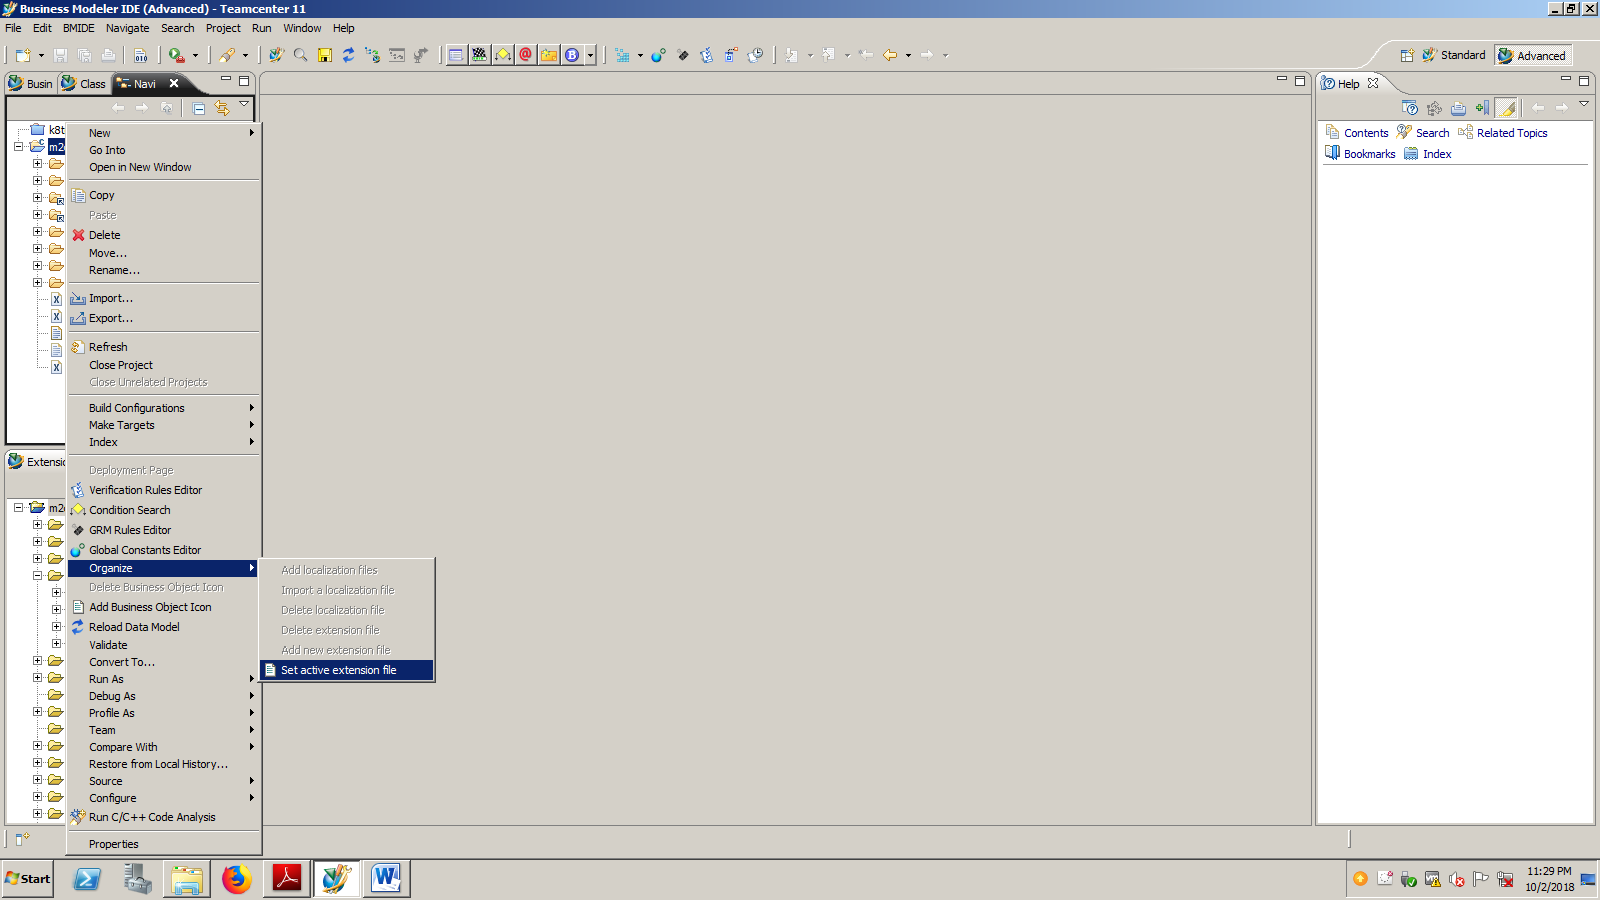 Business Modeler IDE (Advanced) - Teamcenter 11
File Edit BMIDE Navigate Search Project Run Window Help
Standard Advanced
Busin Class Navi
Help
Contents Search Related Topics
Bookmarks Index
k8t
New
Go Into
Open in New Window
Copy
Paste
Delete
Move...
Rename...
Import...
Export...
Refresh
Close Project
Close Unrelated Projects
Build Configurations
Make Targets
Index
Extensio
Deployment Page
Verification Rules Editor
Condition Search
GRM Rules Editor
Global Constants Editor
Organize
Delete Business Object Icon
Add Business Object Icon
Reload Data Model
Validate
Convert To...
Run As
Debug As
Profile As
Team
Compare With
Restore from Local History...
Source
Configure
Run C/C++ Code Analysis
Properties
Add localization files
Import a localization file
Delete localization file
Delete extension file
Add new extension file
Set active extension file
Start
11:29 PM
10/2/2018